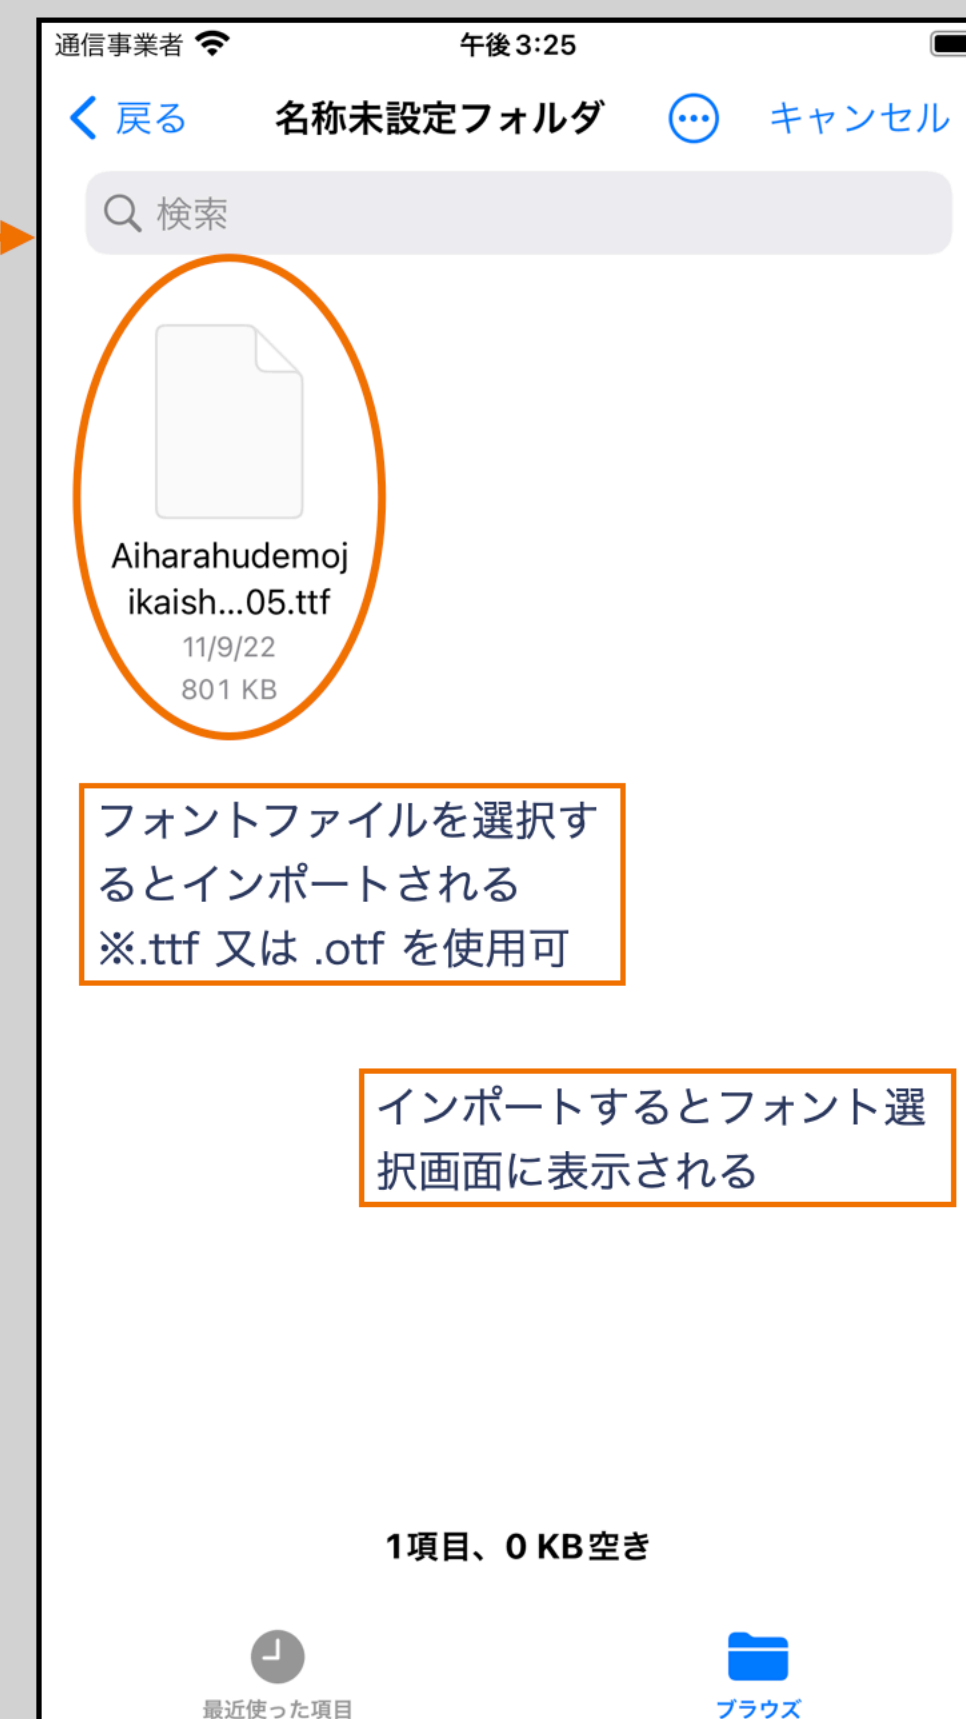 通信事業者
午後3:25
戻る
名称未設定フォルダ
キャンセル
検索
Aiharahudemoj
ikaish...05.ttf
11/9/22
801 KB
フォントファイルを選択す
るとインポートされる
※.ttf 又は .otf を使用可
インポートするとフォント選
択画面に表示される
1項目、0 KB空き
最近使った項目
ブラウズ